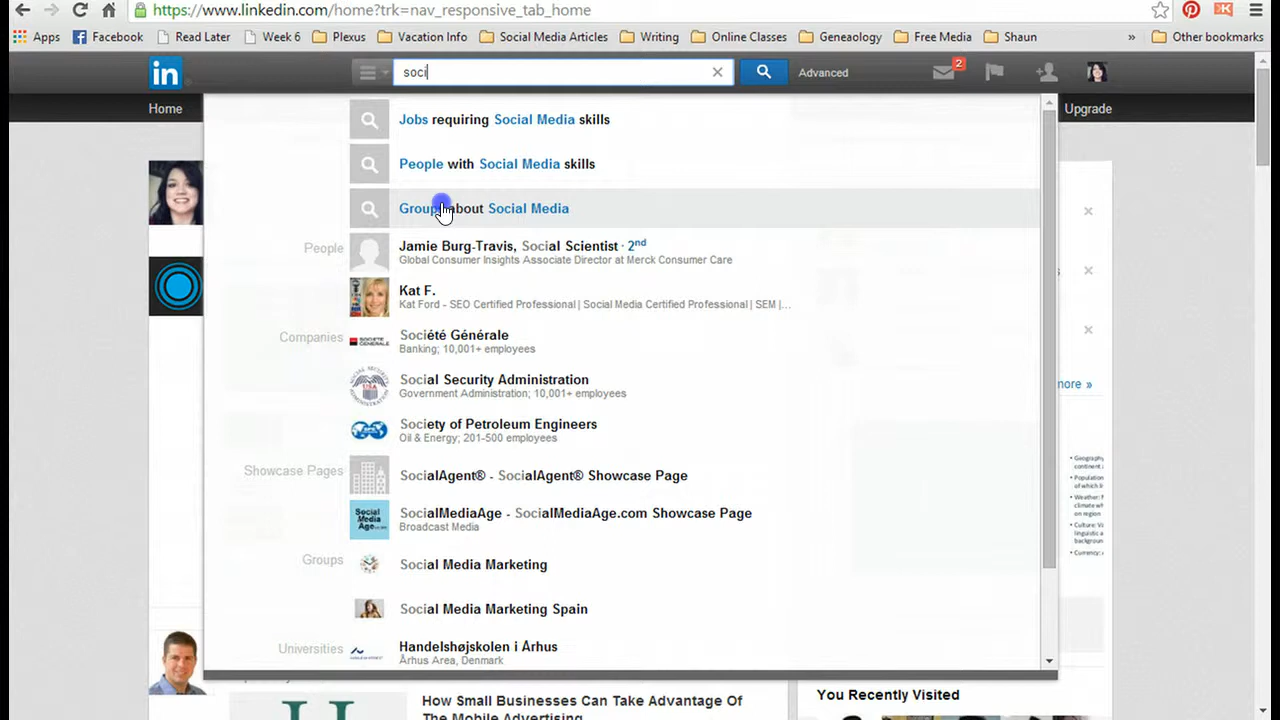 https://www.linkedin.com/home?trk=nav_responsive_tab_home
Apps Facebook Read Later Week 6 Plexus Vacation Info Social Media Articles Writing Online Classes Geneaology Free Media Shaun » Other bookmarks
in soci Advanced 2
Home Upgrade
Jobs requiring Social Media skills
People with Social Media skills
about Social Media
People
Jamie Burg-Travis, Social Scientist · 2nd
Global Consumer Insights Associate Director at Merck Consumer Care
Kat F.
Kat Ford - SEO Certified Professional | Social Media Certified Professional | SEM |...
Companies
Société Générale
Banking; 10,001+ employees
Social Security Administration
Government Administration; 10,001+ employees
more »
USA
Society of Petroleum Engineers
Oil & Energy; 201-500 employees
Showcase Pages
SocialAgent® - SocialAgent® Showcase Page
Social Media Age
SocialMediaAge - SocialMediaAge.com Showcase Page
Broadcast Media
Groups
Social Media Marketing
Social Media Marketing Spain
Universities
Handelshøjskolen i Århus
Århus Area, Denmark
How Small Businesses Can Take Advantage Of
The Mobile Advertising
You Recently Visited